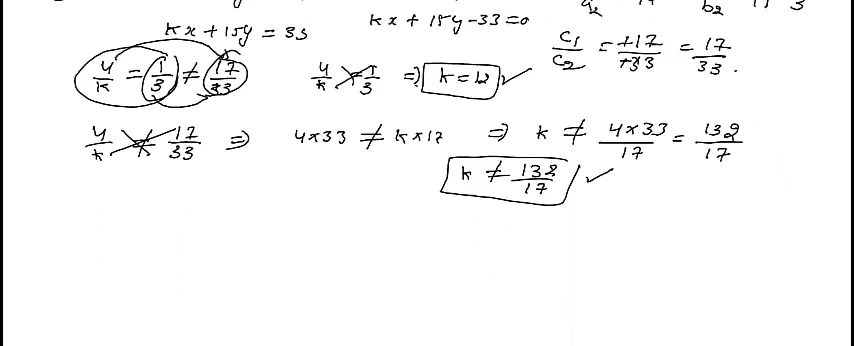 kx + 15y = 33 kx + 15y - 33 = 0
4/k = 1/3 ≠ 17/33 4/k = 1/3 ⇒ k = 12 ✓ c1/c2 = +17/+33 = 17/33.
4/k ≠ 17/33 ⇒ 4×33 ≠ k×17 ⇒ k ≠ 4×33/17 = 132/17
k ≠ 132/17 ✓